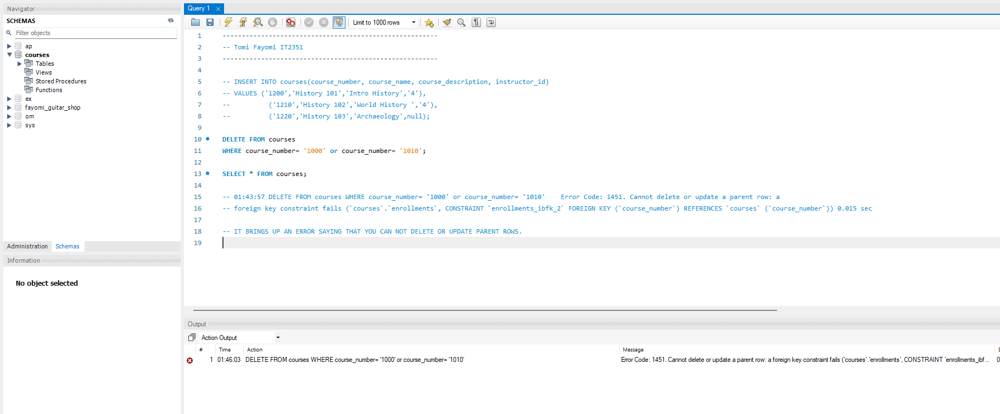 Navigator
SCHEMAS
Filter objects
ap
courses
Tables
Views
Stored Procedures
Functions
ex
fayomi_guitar_shop
om
sys
Administration Schemas
Information
No object selected
Query 1
Limit to 1000 rows
1 --------------------------------------------------------
2 -- Tomi Fayomi IT2351
3 --------------------------------------------------------
4
5 -- INSERT INTO courses(course_number, course_name, course_description, instructor_id)
6 -- VALUES ('1200','History 101','Intro History','4'),
7 -- ('1210','History 102','World History ','4'),
8 -- ('1220','History 103','Archaeology',null);
9
10 DELETE FROM courses
11 WHERE course_number= '1000' or course_number= '1010';
12
13 SELECT * FROM courses;
14
15 -- 01:43:57 DELETE FROM courses WHERE course_number= '1000' or course_number= '1010' Error Code: 1451. Cannot delete or update a parent row: a
16 -- foreign key constraint fails (`courses`.`enrollments`, CONSTRAINT `enrollments_ibfk_2` FOREIGN KEY (`course_number`) REFERENCES `courses` (`course_number`)) 0.015 sec
17
18 -- IT BRINGS UP AN ERROR SAYING THAT YOU CAN NOT DELETE OR UPDATE PARENT ROWS.
19
Output
Action Output
# Time Action Message
1 01:46:03 DELETE FROM courses WHERE course_number= '1000' or course_number= '1010' Error Code: 1451. Cannot delete or update a parent row: a foreign key constraint fails (`courses`.`enrollments`, CONSTRAINT `enrollments_ibf... 0